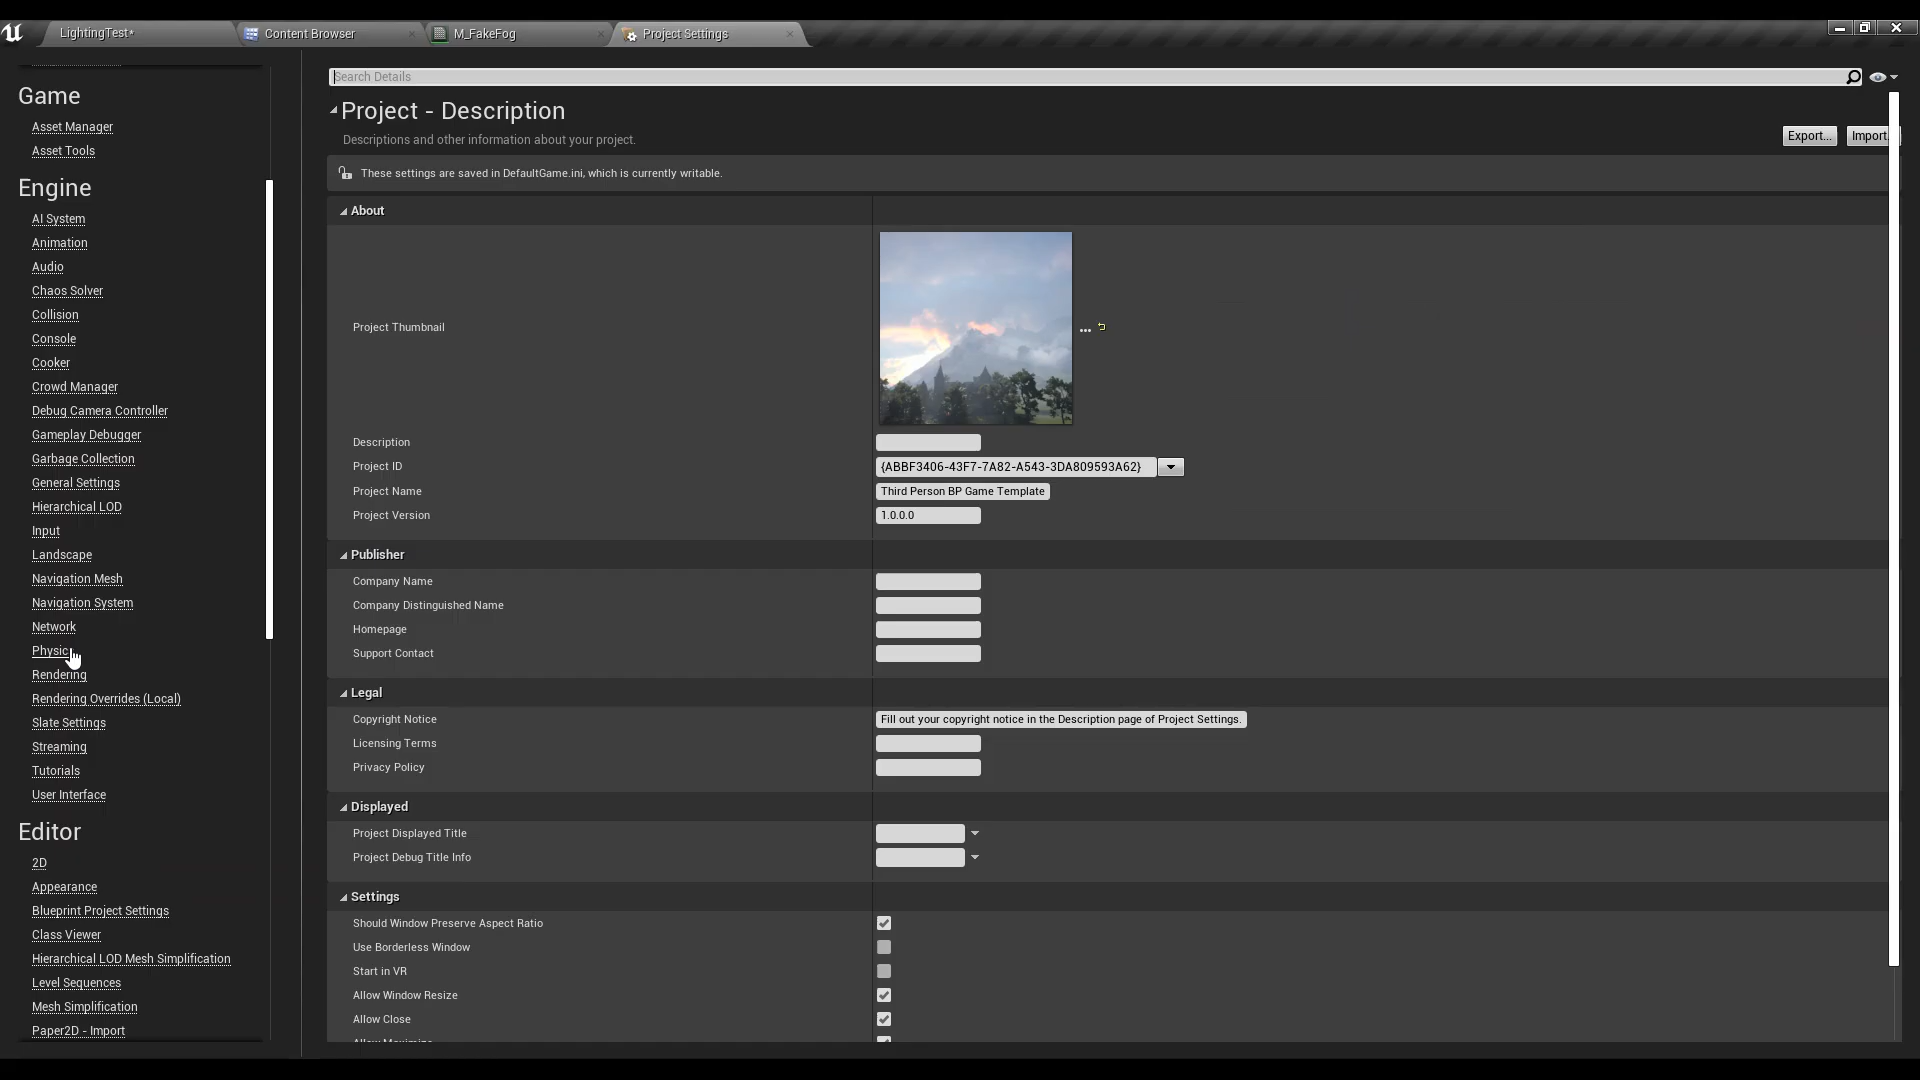 LightingTest*
Content Browser
M_FakeFog
Project Settings
Game
Asset Manager
Asset Tools
Engine
AI System
Animation
Audio
Chaos Solver
Collision
Console
Cooker
Crowd Manager
Debug Camera Controller
Gameplay Debugger
Garbage Collection
General Settings
Hierarchical LOD
Input
Landscape
Navigation Mesh
Navigation System
Network
Physic
Rendering
Rendering Overrides (Local)
Slate Settings
Streaming
Tutorials
User Interface
Editor
2D
Appearance
Blueprint Project Settings
Class Viewer
Hierarchical LOD Mesh Simplification
Level Sequences
Mesh Simplification
Paper2D - Import
Search Details
Project - Description
Descriptions and other information about your project.
Export...
Import
These settings are saved in DefaultGame.ini, which is currently writable.
About
Project Thumbnail
Description
Project ID {ABBF3406-43F7-7A82-A543-3DA809593A62}
Project Name Third Person BP Game Template
Project Version 1.0.0.0
Publisher
Company Name
Company Distinguished Name
Homepage
Support Contact
Legal
Copyright Notice Fill out your copyright notice in the Description page of Project Settings.
Licensing Terms
Privacy Policy
Displayed
Project Displayed Title
Project Debug Title Info
Settings
Should Window Preserve Aspect Ratio
Use Borderless Window
Start in VR
Allow Window Resize
Allow Close